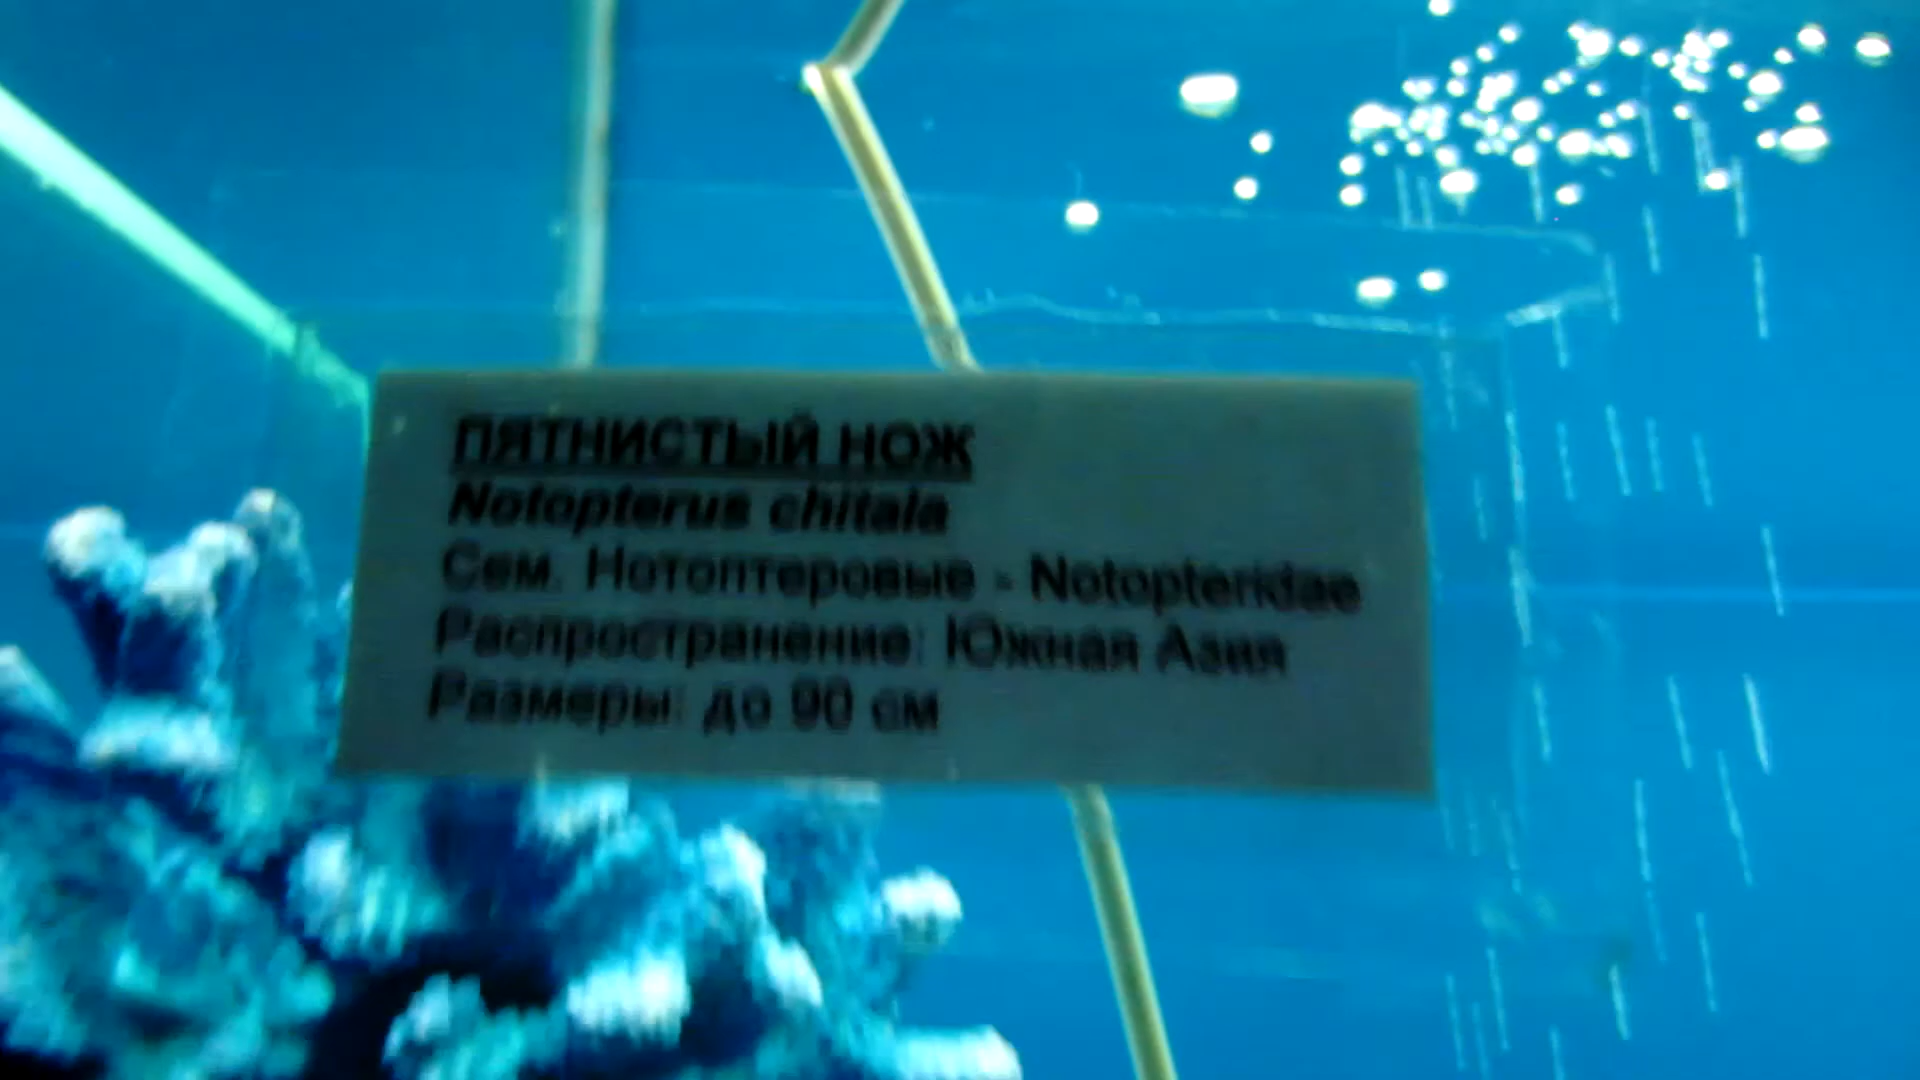 ПЯТНИСТЫЙ НОЖ
Notopterus chitala
Сем. Нотоптеровые - Notopteridae
Распространение: Южная Азия
Размеры: до 90 см